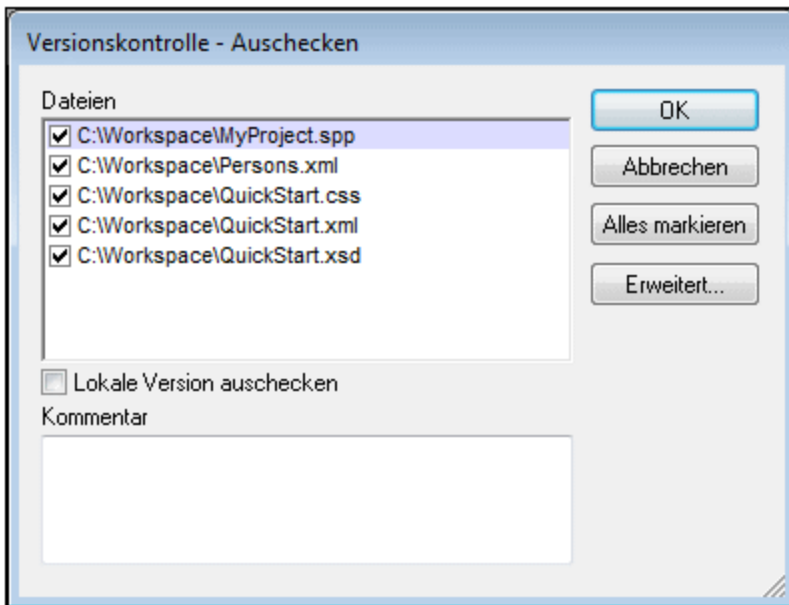 Versionskontrolle - Auschecken
Dateien
C:\Workspace\MyProject.spp
C:\Workspace\Persons.xml
C:\Workspace\QuickStart.css
C:\Workspace\QuickStart.xml
C:\Workspace\QuickStart.xsd
Lokale Version auschecken
Kommentar
OK
Abbrechen
Alles markieren
Erweitert...